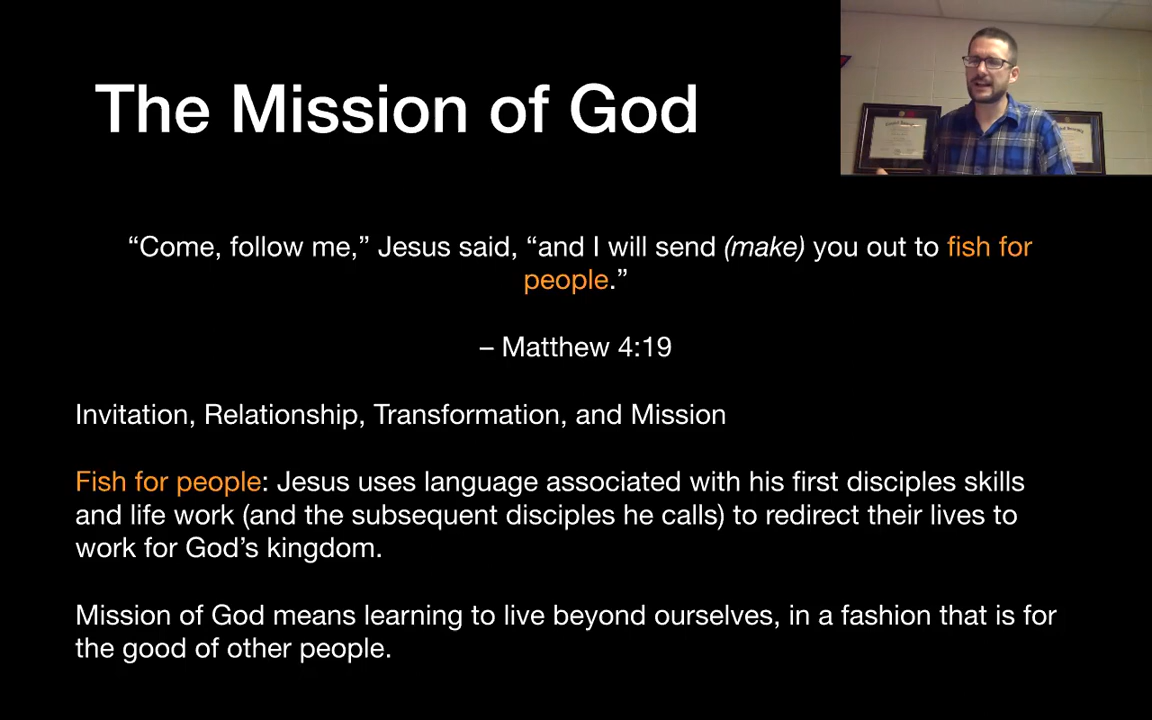 The Mission of God
“Come, follow me,” Jesus said, “and I will send (make) you out to fish for
people.”
– Matthew 4:19
Invitation, Relationship, Transformation, and Mission
Fish for people: Jesus uses language associated with his first disciples skills
and life work (and the subsequent disciples he calls) to redirect their lives to
work for God’s kingdom.
Mission of God means learning to live beyond ourselves, in a fashion that is for
the good of other people.